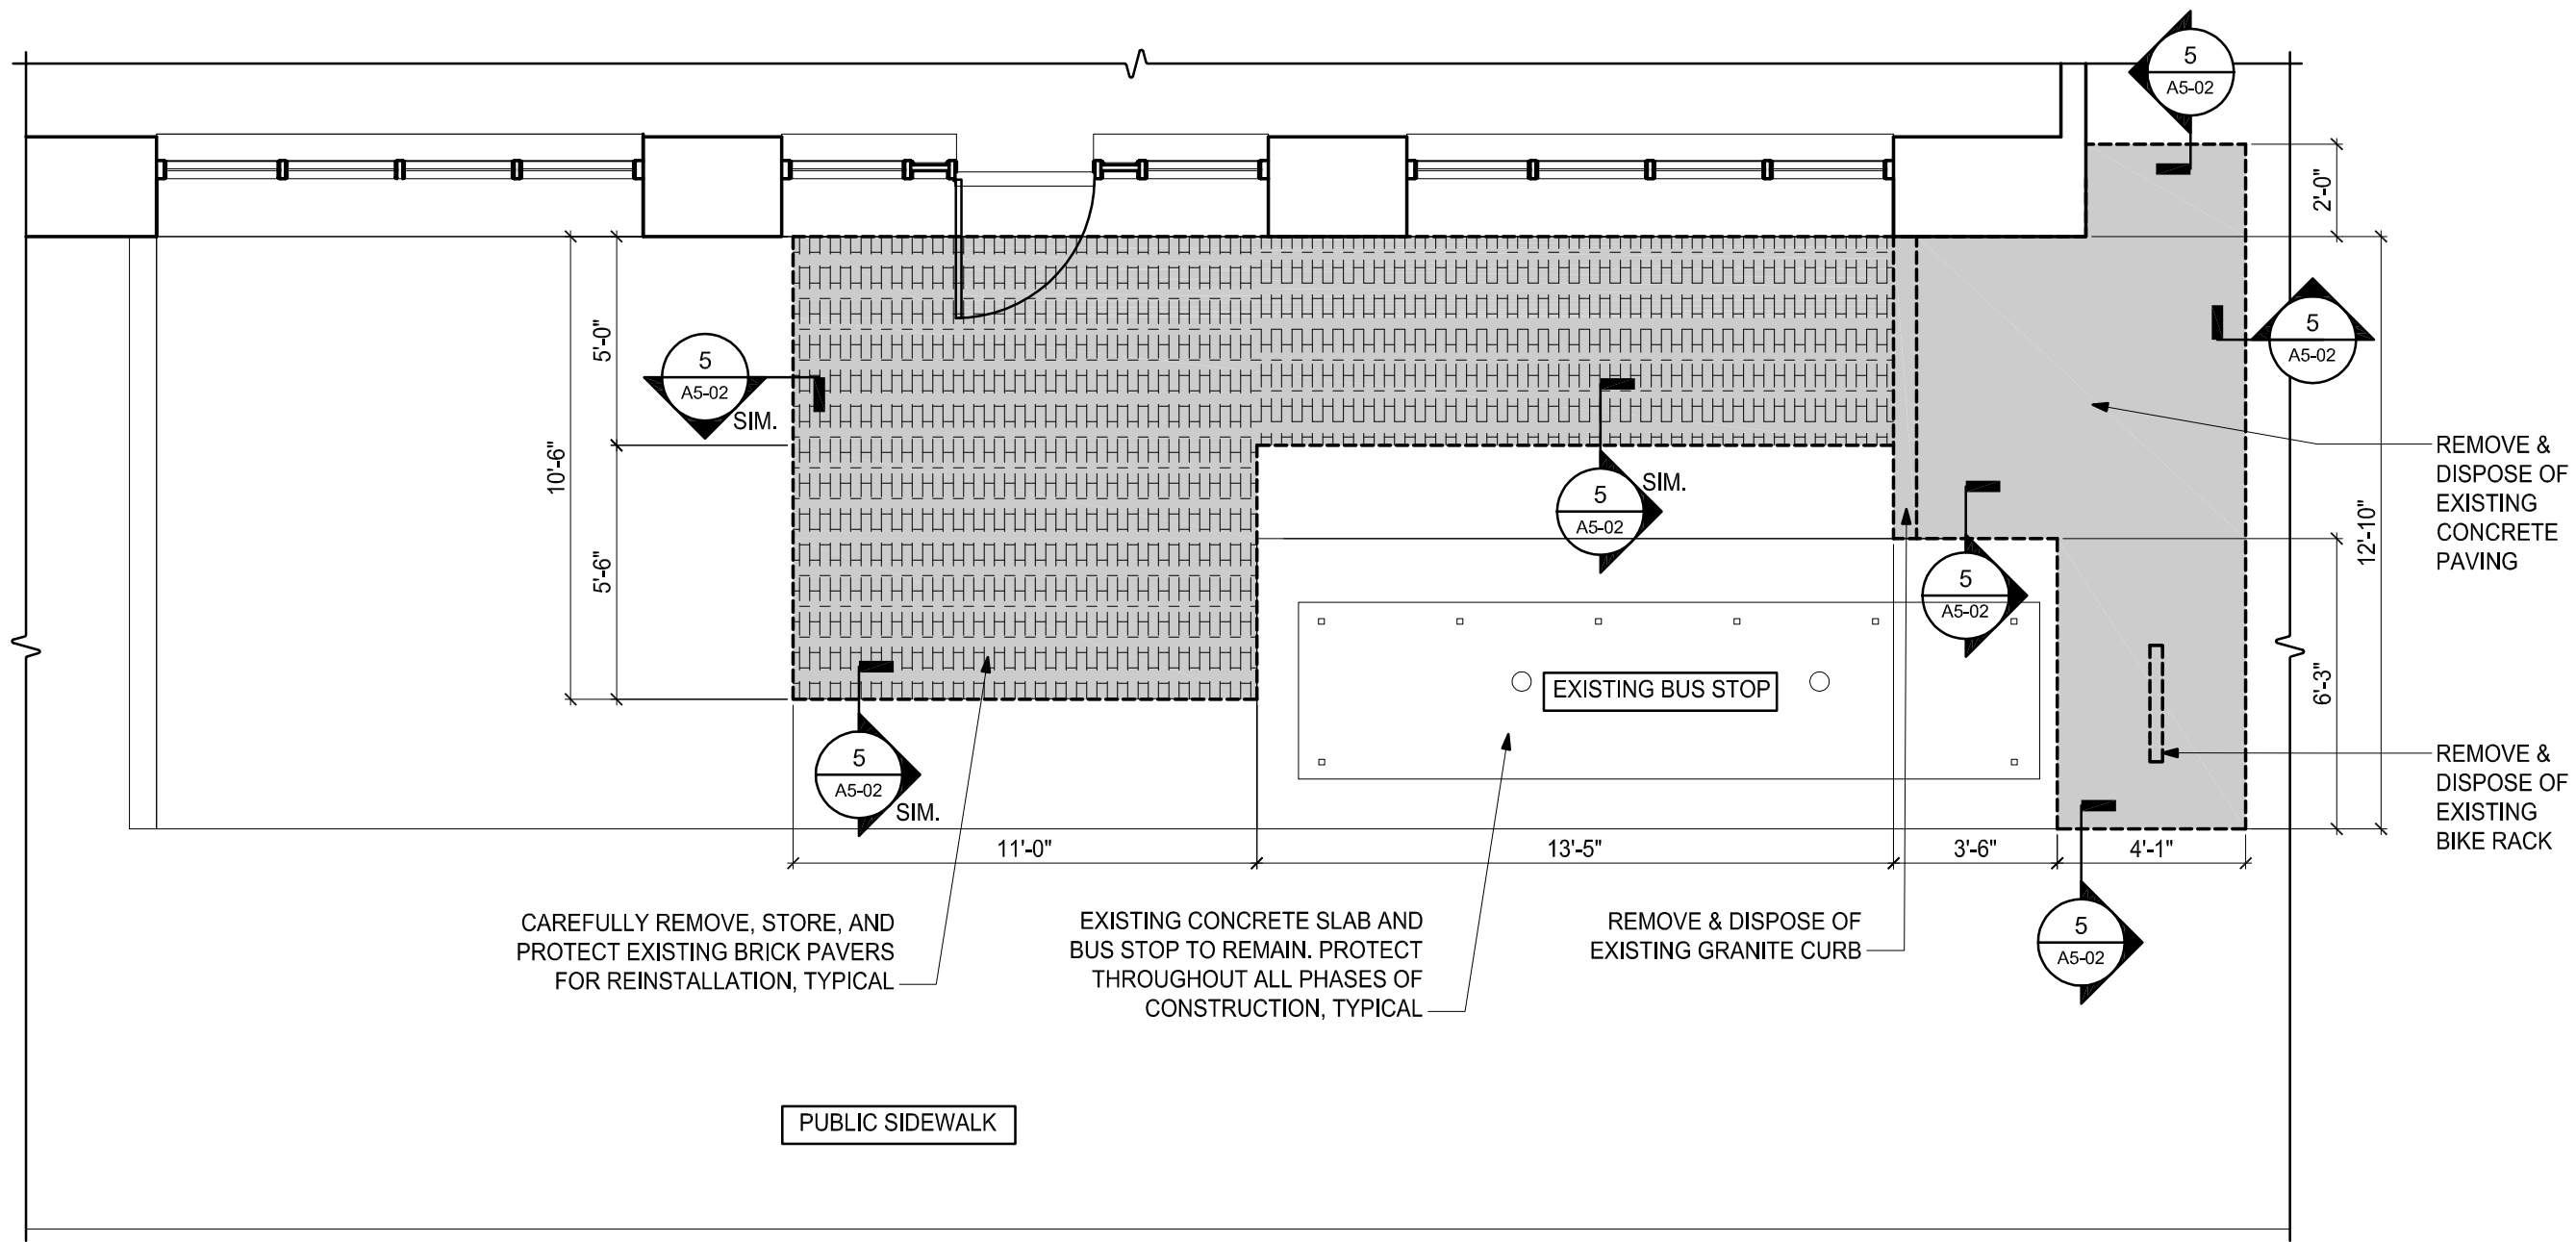 5
A5-02
2'-0"
5
A5-02
5
A5-02
SIM.
5'-0"
10'-6"
5'-6"
5
A5-02
SIM.
5
A5-02
REMOVE &
DISPOSE OF
EXISTING
CONCRETE
PAVING
12'-10"
6'-3"
EXISTING BUS STOP
5
A5-02
SIM.
REMOVE &
DISPOSE OF
EXISTING
BIKE RACK
11'-0"
13'-5"
3'-6"
4'-1"
5
A5-02
CAREFULLY REMOVE, STORE, AND
PROTECT EXISTING BRICK PAVERS
FOR REINSTALLATION, TYPICAL
EXISTING CONCRETE SLAB AND
BUS STOP TO REMAIN. PROTECT
THROUGHOUT ALL PHASES OF
CONSTRUCTION, TYPICAL
REMOVE & DISPOSE OF
EXISTING GRANITE CURB
PUBLIC SIDEWALK